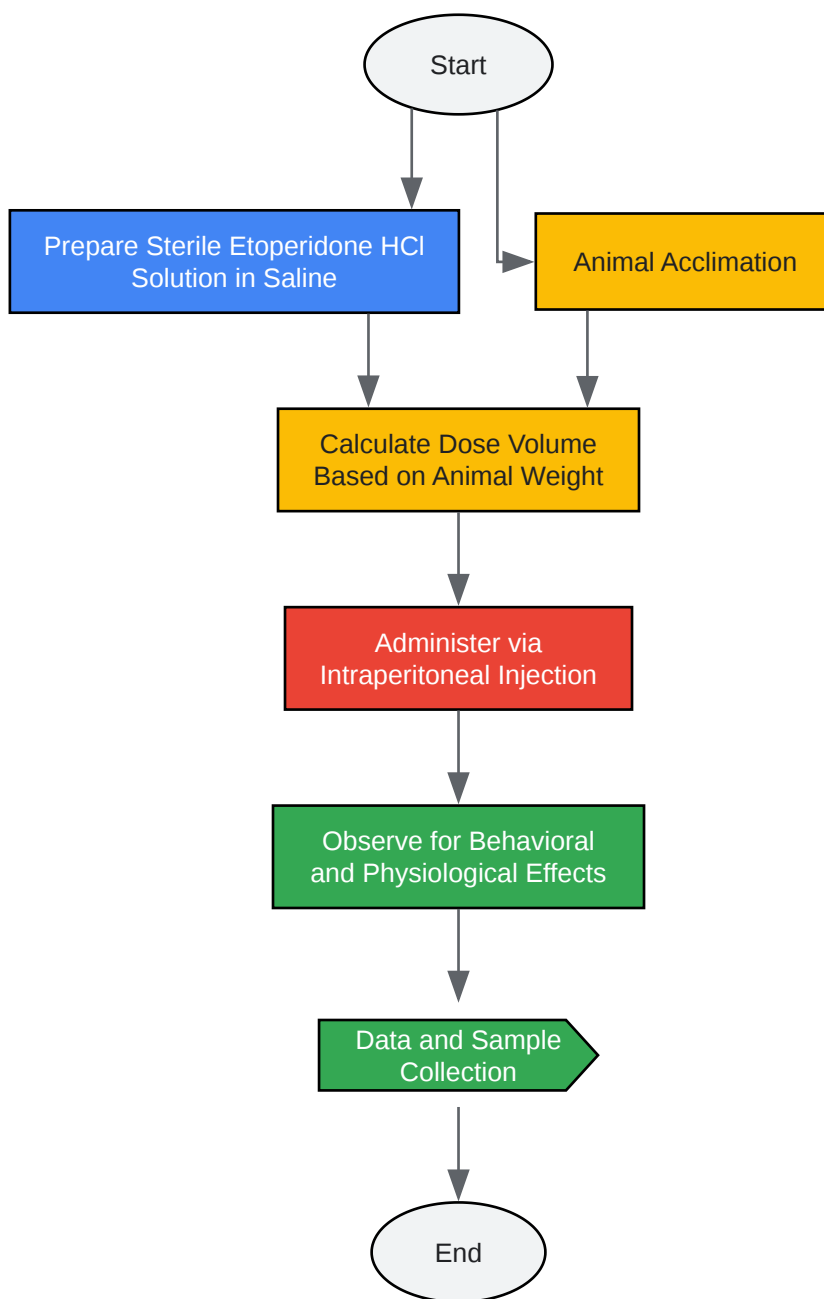 Start
Prepare Sterile Etoperidone HCl
Solution in Saline
Animal Acclimation
Calculate Dose Volume
Based on Animal Weight
Administer via
Intraperitoneal Injection
Observe for Behavioral
and Physiological Effects
Data and Sample
Collection
End